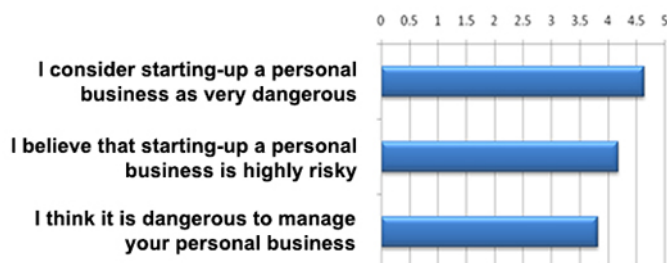 0 0.5 1 1.5 2 2.5 3 3.5 4 4.5 5
I consider starting-up a personal
business as very dangerous
I believe that starting-up a personal
business is highly risky
I think it is dangerous to manage
your personal business